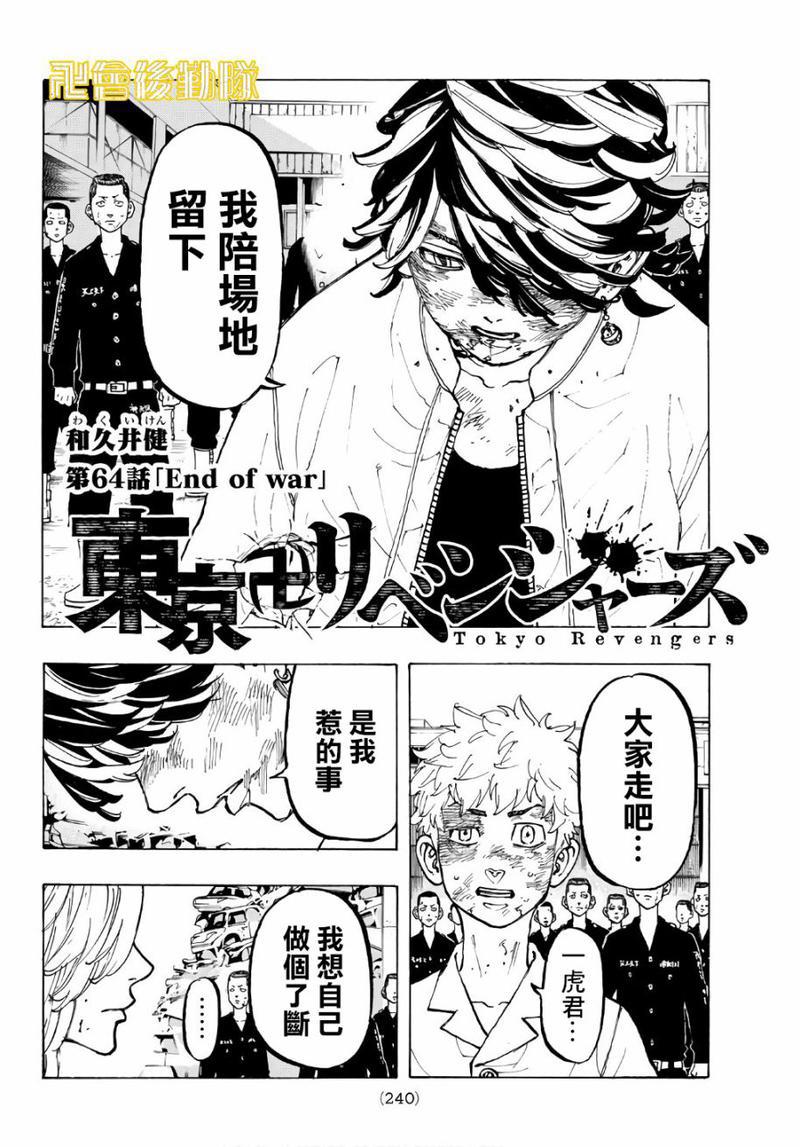 卍會後勤隊
我陪場地
留下
わくいけん
和久井健
第64話「End of war」
東京卍リベンジャーズ
Tokyo Revengers
大家走吧…
一虎君…
是我
惹的事
我想自己
做個了斷
……
(240)